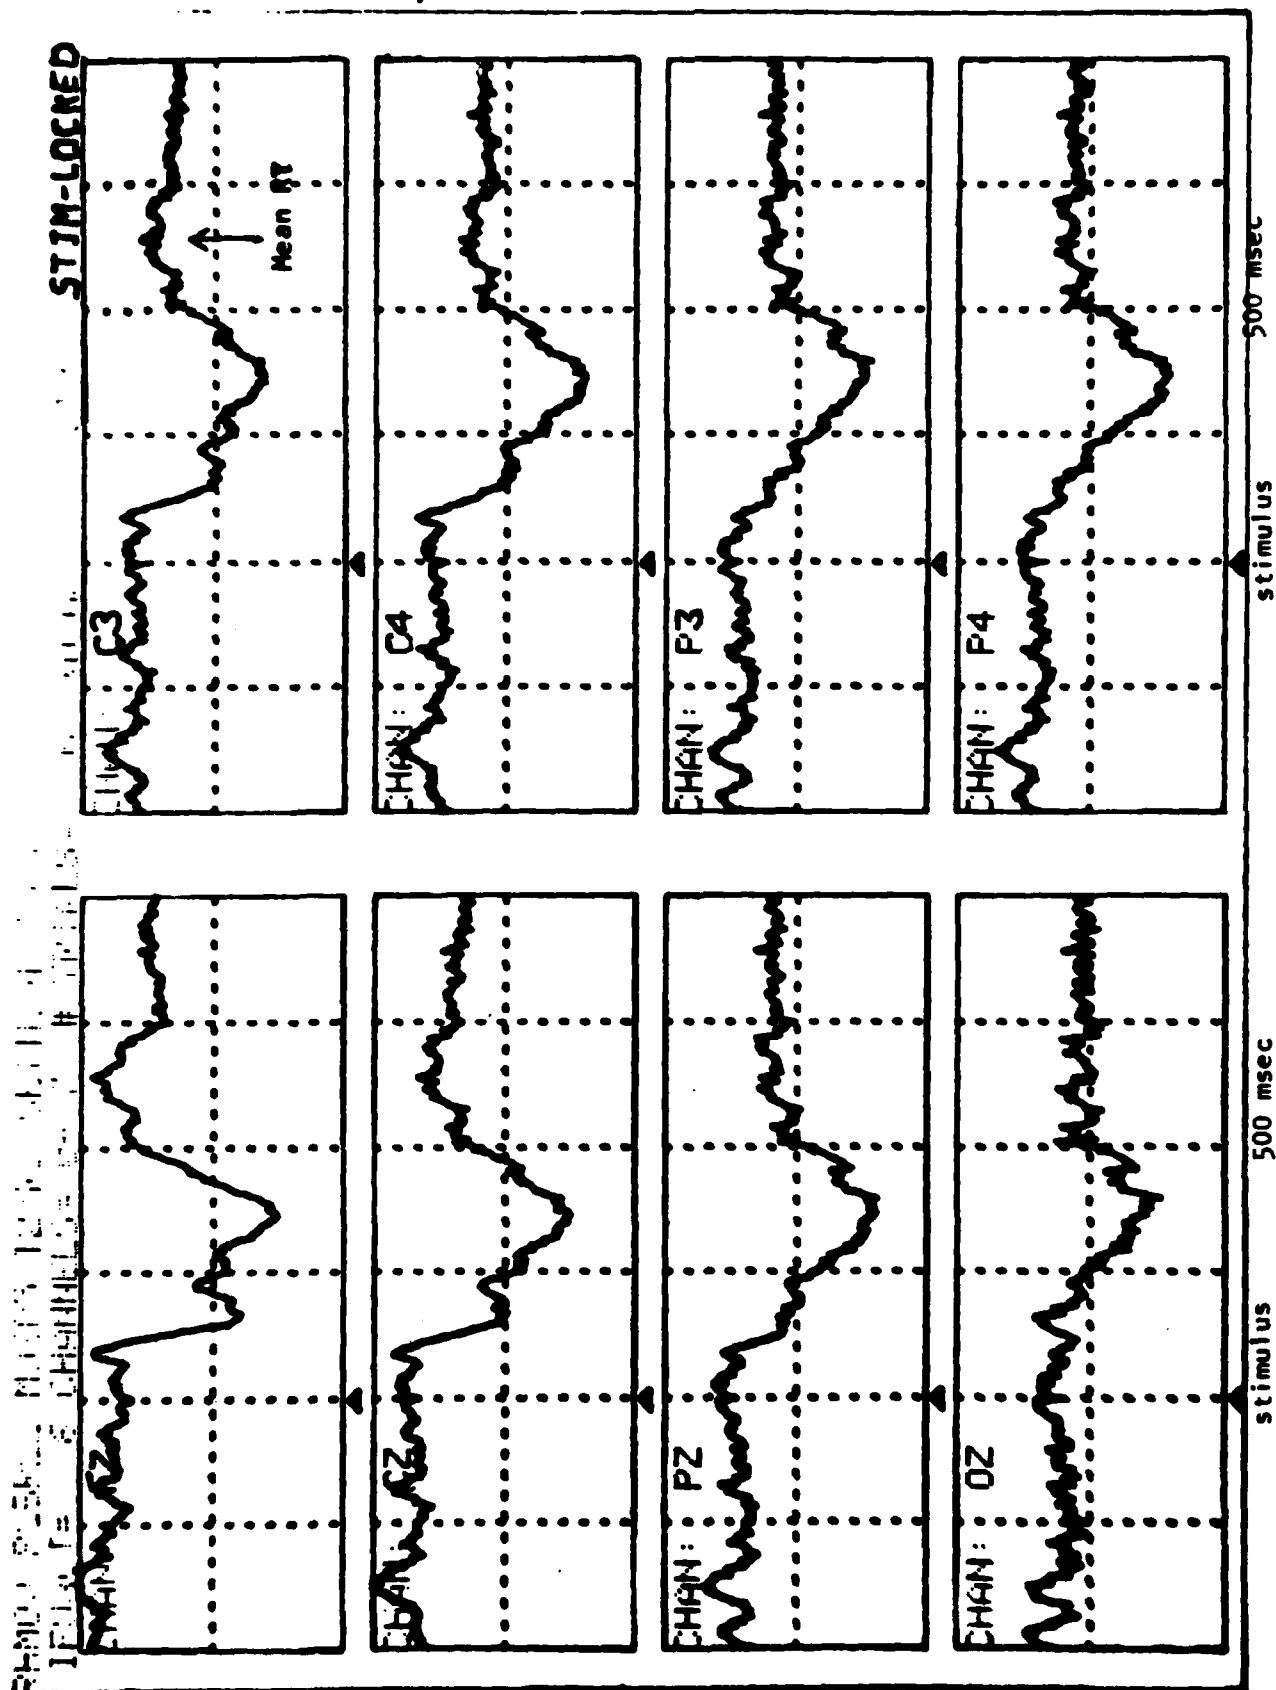 STIM-LOCKED
CHAN: FZ
CHAN: C3
Mean RT
CHAN: CZ
CHAN: C4
CHAN: PZ
CHAN: P3
CHAN: OZ
CHAN: P4
stimulus
500 msec
stimulus
500 msec